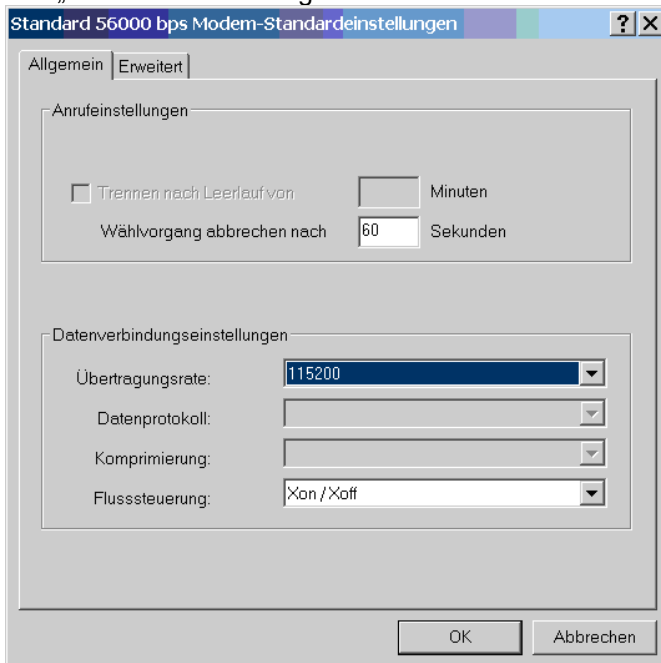 Standard 56000 bps Modem-Standardeinstellungen
Allgemein Erweitert
Anrufeinstellungen
Trennen nach Leerlauf von Minuten
Wählvorgang abbrechen nach 60 Sekunden
Datenverbindungseinstellungen
Übertragungsrate: 115200
Datenprotokoll:
Komprimierung:
Flusssteuerung: Xon / Xoff
OK Abbrechen